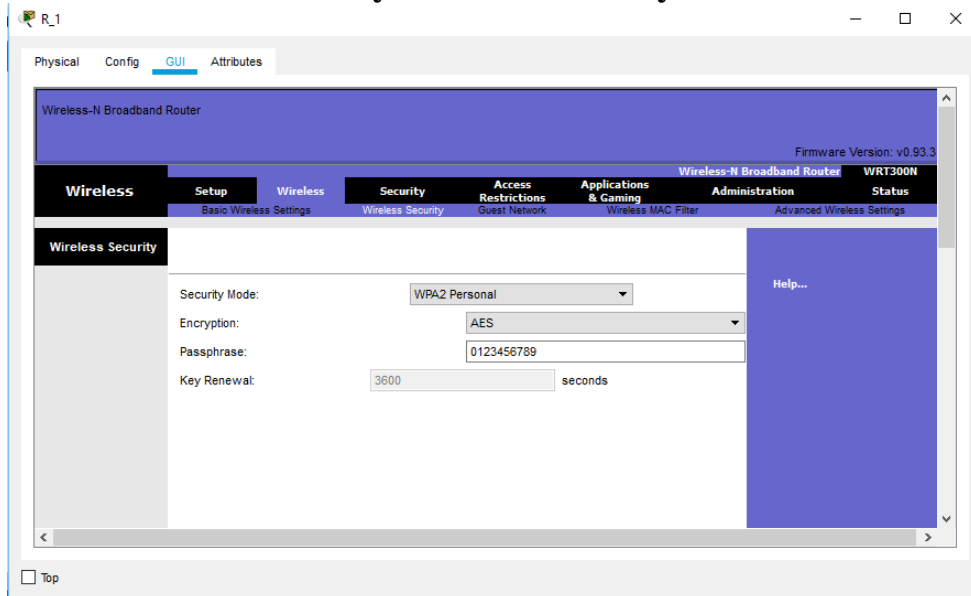 R_1
Physical Config GUI Attributes
Wireless-N Broadband Router
Firmware Version: v0.93.3
Wireless-N Broadband Router WRT300N
Wireless
Setup Wireless Security Access Restrictions Applications & Gaming Administration Status
Basic Wireless Settings Wireless Security Guest Network Wireless MAC Filter Advanced Wireless Settings
Wireless Security
Help...
Security Mode: WPA2 Personal
Encryption: AES
Passphrase: 0123456789
Key Renewal: 3600 seconds
Top